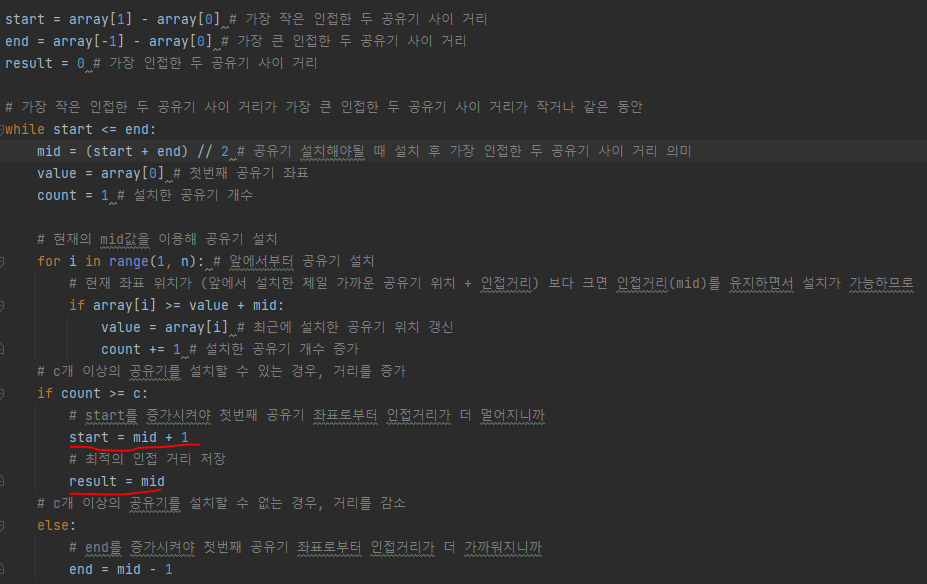 start = array[1] - array[0] # 가장 작은 인접한 두 공유기 사이 거리
end = array[-1] - array[0] # 가장 큰 인접한 두 공유기 사이 거리
result = 0 # 가장 인접한 두 공유기 사이 거리
# 가장 작은 인접한 두 공유기 사이 거리가 가장 큰 인접한 두 공유기 사이 거리가 작거나 같은 동안
while start <= end:
mid = (start + end) // 2 # 공유기 설치해야될 때 설치 후 가장 인접한 두 공유기 사이 거리 의미
value = array[0] # 첫번째 공유기 좌표
count = 1 # 설치한 공유기 개수
# 현재의 mid값을 이용해 공유기 설치
for i in range(1, n): # 앞에서부터 공유기 설치
# 현재 좌표 위치가 (앞에서 설치한 제일 가까운 공유기 위치 + 인접거리) 보다 크면 인접거리(mid)를 유지하면서 설치가 가능하므로
if array[i] >= value + mid:
value = array[i] # 최근에 설치한 공유기 위치 갱신
count += 1 # 설치한 공유기 개수 증가
# c개 이상의 공유기를 설치할 수 있는 경우, 거리를 증가
if count >= c:
# start를 증가시켜야 첫번째 공유기 좌표로부터 인접거리가 더 멀어지니까
start = mid + 1
# 최적의 인접 거리 저장
result = mid
# c개 이상의 공유기를 설치할 수 없는 경우, 거리를 감소
else:
# end를 증가시켜야 첫번째 공유기 좌표로부터 인접거리가 더 가까워지니까
end = mid - 1